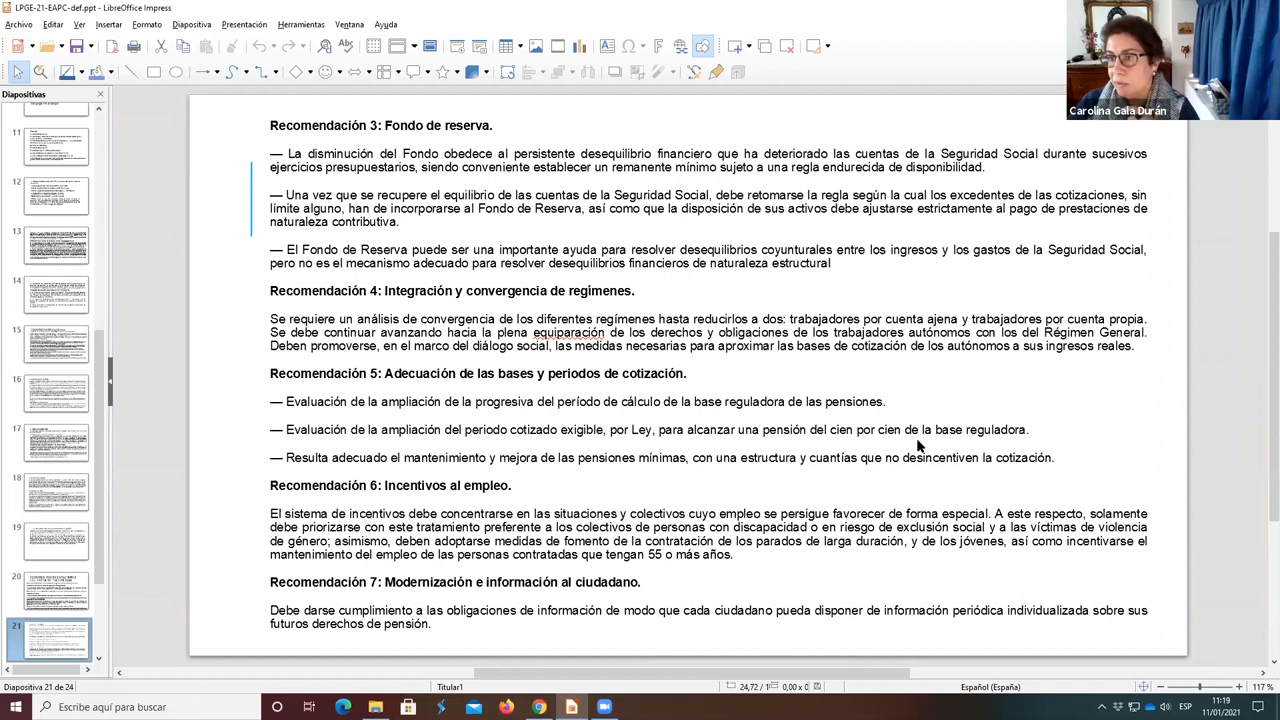 LPGE-21-EAPC-def.ppt - LibreOffice Impress
Archivo Editar Ver Insertar Formato Diapositiva Presentación Herramientas Ventana Ayuda
Carolina Gala Durán
Diapositivas
11
12
13
14
15
16
17
18
19
20
21
Recomendación 3: Fondo de reserva.
— La disminución del Fondo obedece al persistente desequilibrio financiero que ha deteriorado las cuentas de la Seguridad Social durante sucesivos
ejercicios presupuestarios, siendo conveniente establecer un remanente mínimo sujeto a una regla endurecida de disponibilidad.
— Una vez que se recupere el equilibrio de las cuentas de la Seguridad Social, debe retomarse la regla según la cual los excedentes de las cotizaciones, sin
límite alguno, han de incorporarse al Fondo de Reserva, así como que la disposición de sus activos debe ajustarse estrictamente al pago de prestaciones de
naturaleza contributiva.
— El Fondo de Reserva puede ser una importante ayuda para resolver desequilibrios coyunturales entre los ingresos y los gastos de la Seguridad Social,
pero no es el mecanismo adecuado para resolver desequilibrios financieros de naturaleza estructural
Recomendación 4: Integración y convergencia de regímenes.
Se requiere un análisis de convergencia de los diferentes regímenes hasta reducirlos a dos: trabajadores por cuenta ajena y trabajadores por cuenta propia.
Se debe continuar avanzando hacia una equiparación de los derechos y obligaciones de los trabajadores autónomos con los del Régimen General.
Deben promoverse, en el marco de diálogo social, las medidas necesarias para aproximar las bases de cotización de los autónomos a sus ingresos reales.
Recomendación 5: Adecuación de las bases y periodos de cotización.
— Evaluación de la ampliación de la progresiva del período de cálculo de la base reguladora de las pensiones.
— Evaluación de la ampliación del período cotizado exigible, por Ley, para alcanzar una pensión del cien por cien de la base reguladora.
— Resulta adecuado el mantenimiento y mejora de las pensiones mínimas, con una estructura y cuantías que no desincentiven la cotización.
Recomendación 6: Incentivos al empleo.
El sistema de incentivos debe concentrarse en las situaciones y colectivos cuyo empleo se persigue favorecer de forma especial. A este respecto, solamente
debe priorizarse con este tratamiento preferente a los colectivos de personas con discapacidad o en riesgo de exclusión social y a las víctimas de violencia
de género; asimismo, deben adoptarse medidas de fomento de la contratación de los parados de larga duración, y de los jóvenes, así como incentivarse el
mantenimiento del empleo de las personas contratadas que tengan 55 o más años.
Recomendación 7: Modernización e información al ciudadano.
Debe darse cumplimiento a las obligaciones de información de modo que cada ciudadano pueda disponer de información periódica individualizada sobre sus
futuros derechos de pensión.
Diapositiva 21 de 24 Titular1 24,72 / 1 0,00 x 0 Español (España) 117 %
Escribe aquí para buscar ESP 11:19
11/01/2021